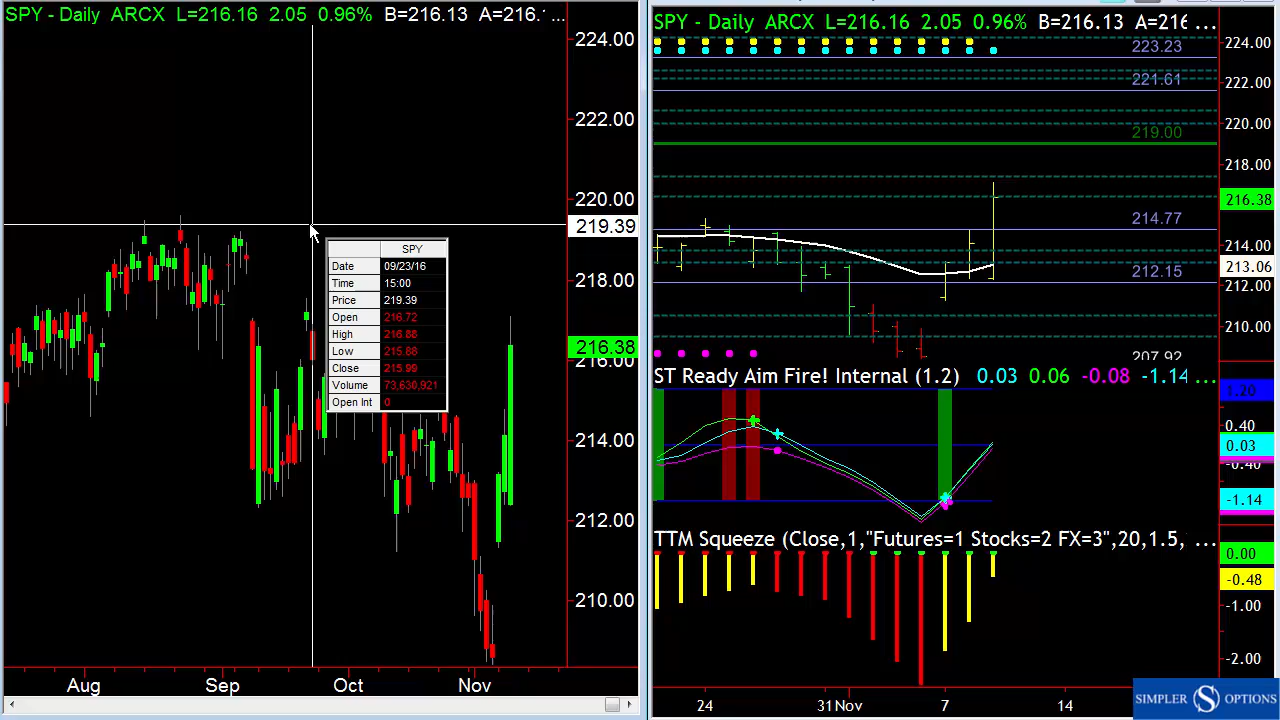 SPY - Daily ARCX L=216.16 2.05 0.96% B=216.13 A=216. ...
224.00
222.00
220.00
219.39
218.00
216.38
216.00
214.00
212.00
210.00
SPY
Date 09/23/16
Time 15:00
Price 219.39
Open 216.72
High 216.88
Low 215.88
Close 215.99
Volume 73,630,921
Open Int 0
Aug Sep Oct Nov
SPY - Daily ARCX L=216.16 2.05 0.96% B=216.13 A=216 ...
223.23
221.61
219.00
214.77
212.15
207.92
224.00
222.00
220.00
218.00
216.38
214.00
213.06
212.00
210.00
ST Ready Aim Fire! Internal (1.2) 0.03 0.06 -0.08 -1.14 ...
1.20
0.40
0.03
-0.40
-1.14
TTM Squeeze (Close,1,"Futures=1 Stocks=2 FX=3",20,1.5, ...
0.00
-0.48
-1.00
-2.00
24 31 Nov 7 14
SIMPLER S OPTIONS